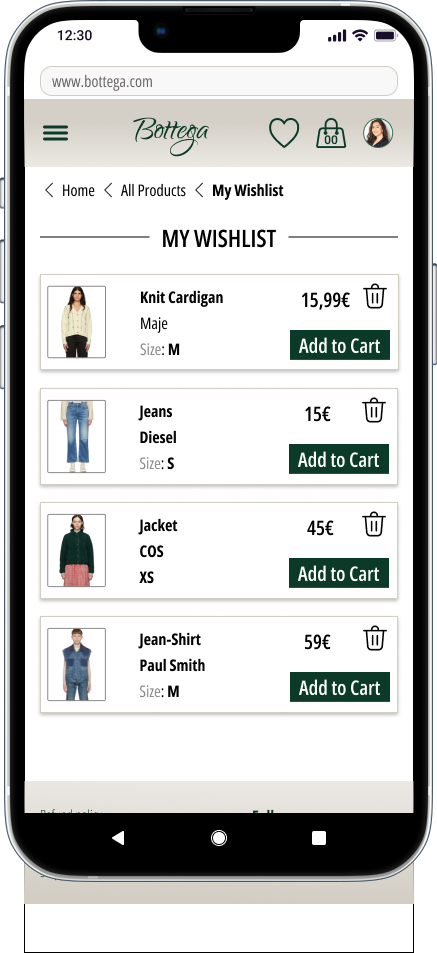 12:30
www.bottega.com
Bottega
00
Home All Products My Wishlist
MY WISHLIST
Knit Cardigan
15,99€
Maje
Size: M
Add to Cart
Jeans
15€
Diesel
Size: S
Add to Cart
Jacket
45€
COS
XS
Add to Cart
Jean-Shirt
59€
Paul Smith
Size: M
Add to Cart